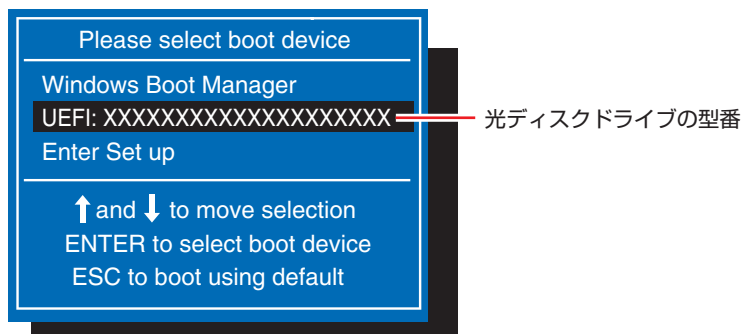 Please select boot device
Windows Boot Manager
UEFI: XXXXXXXXXXXXXXXXXXXX
光ディスクドライブの型番
Enter Set up
↑ and ↓ to move selection
ENTER to select boot device
ESC to boot using default